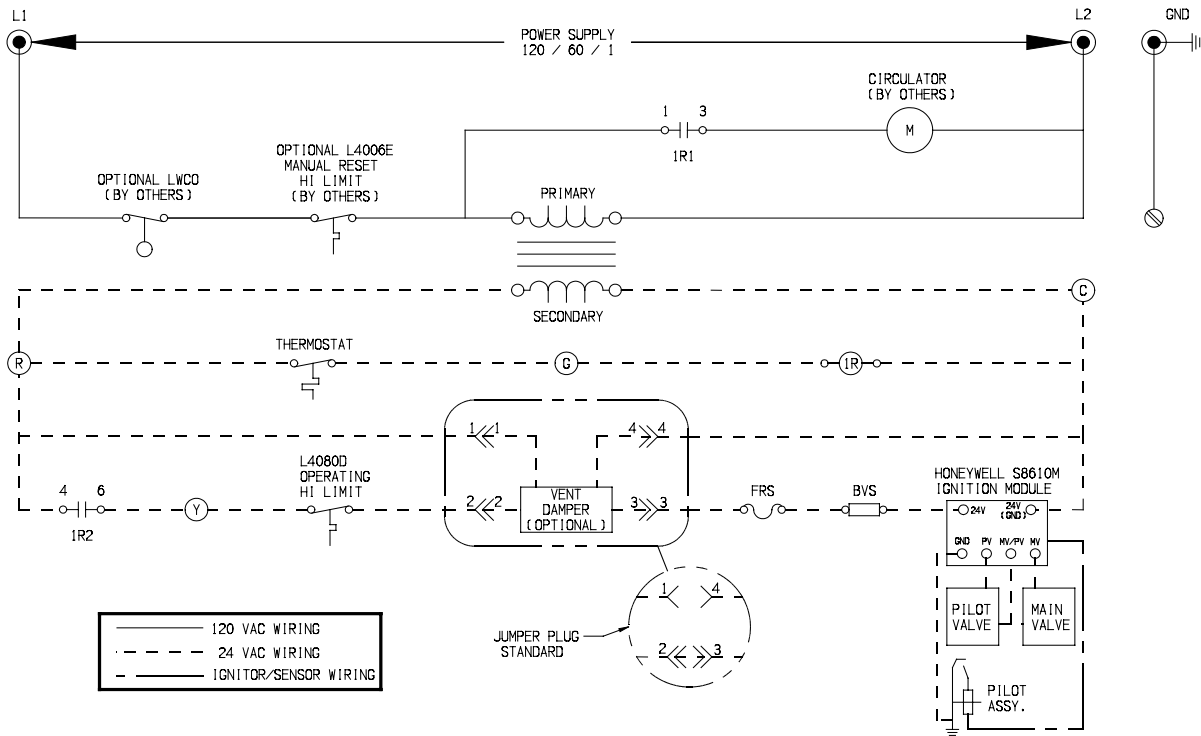 L1
L2
GND
POWER SUPPLY
120 / 60 / 1
CIRCULATOR
(BY OTHERS)
1
3
M
1R1
OPTIONAL L4006E
MANUAL RESET
HI LIMIT
(BY OTHERS)
OPTIONAL LWCO
(BY OTHERS)
PRIMARY
SECONDARY
C
THERMOSTAT
R
G
1R
1
1
4
4
L4080D
OPERATING
HI LIMIT
4
6
Y
1R2
2
2
VENT
DAMPER
(OPTIONAL)
3
3
FRS
BVS
HONEYWELL S8610M
IGNITION MODULE
24V
24V
(GND)
GND
PV
MV/PV
MV
PILOT
VALVE
MAIN
VALVE
1
4
2
3
JUMPER PLUG
STANDARD
120 VAC WIRING
24 VAC WIRING
IGNITOR/SENSOR WIRING
PILOT
ASSY.